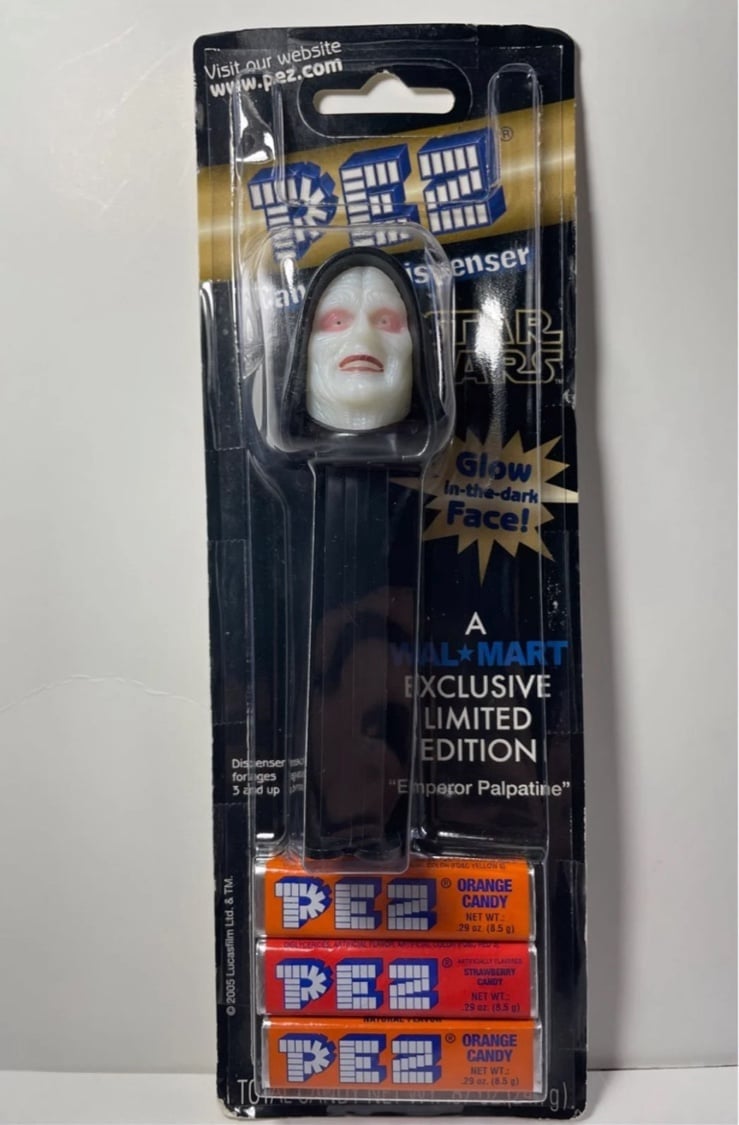 Visit our website
www.pez.com
PEZ®
ispenser
STAR
WARS
Glow
in-the-dark
Face!
A
WAL★MART
EXCLUSIVE
LIMITED
EDITION
"Emperor Palpatine"
Dispenser
for ages
3 and up
© 2005 Lucasfilm Ltd. & TM.
PEZ® ORANGE
CANDY
NET WT.:
.29 oz. (8.5 g)
PEZ® ARTIFICIALLY FLAVORED
STRAWBERRY
CANDY
NET WT.:
.29 oz. (8.5 g)
NATURAL FLAVOR
PEZ® ORANGE
CANDY
NET WT.:
.29 oz. (8.5 g)
TOTAL CANDY NET WT.